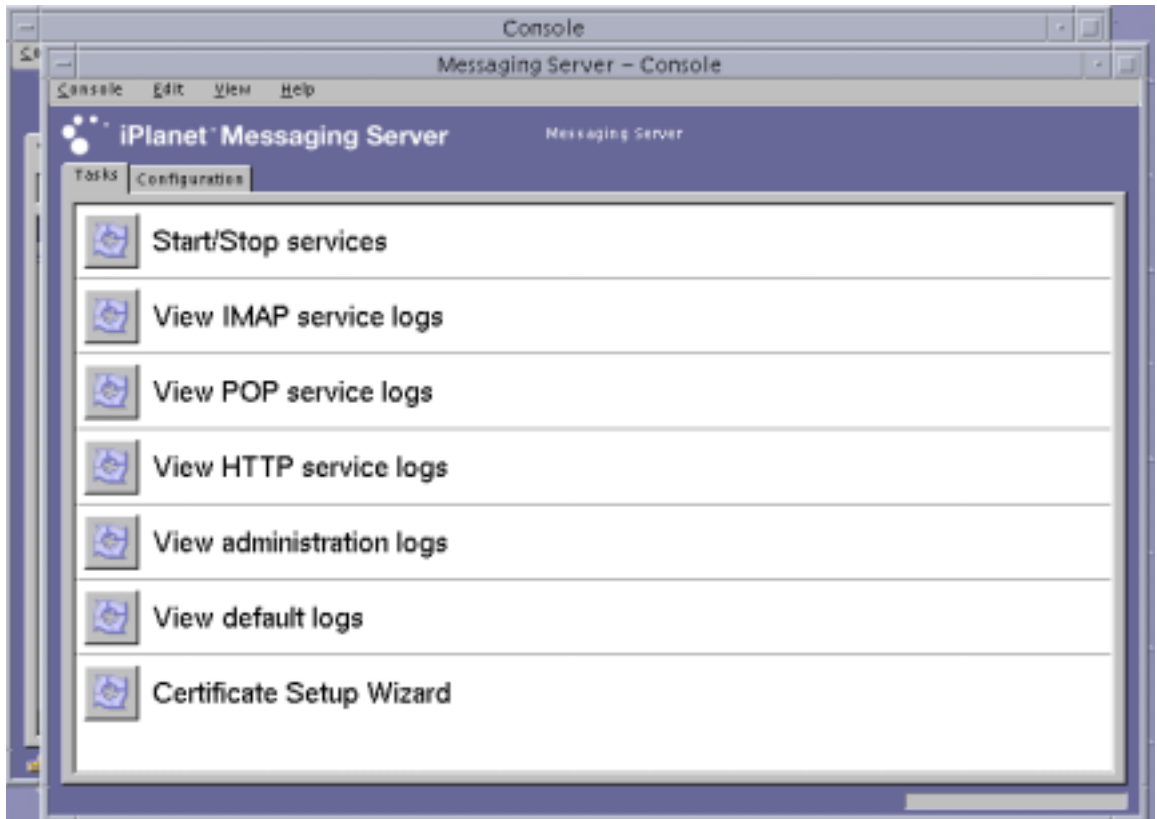 Console
Messaging Server – Console
Console Edit View Help
iPlanet™ Messaging Server Messaging Server
Tasks Configuration
Start/Stop services
View IMAP service logs
View POP service logs
View HTTP service logs
View administration logs
View default logs
Certificate Setup Wizard